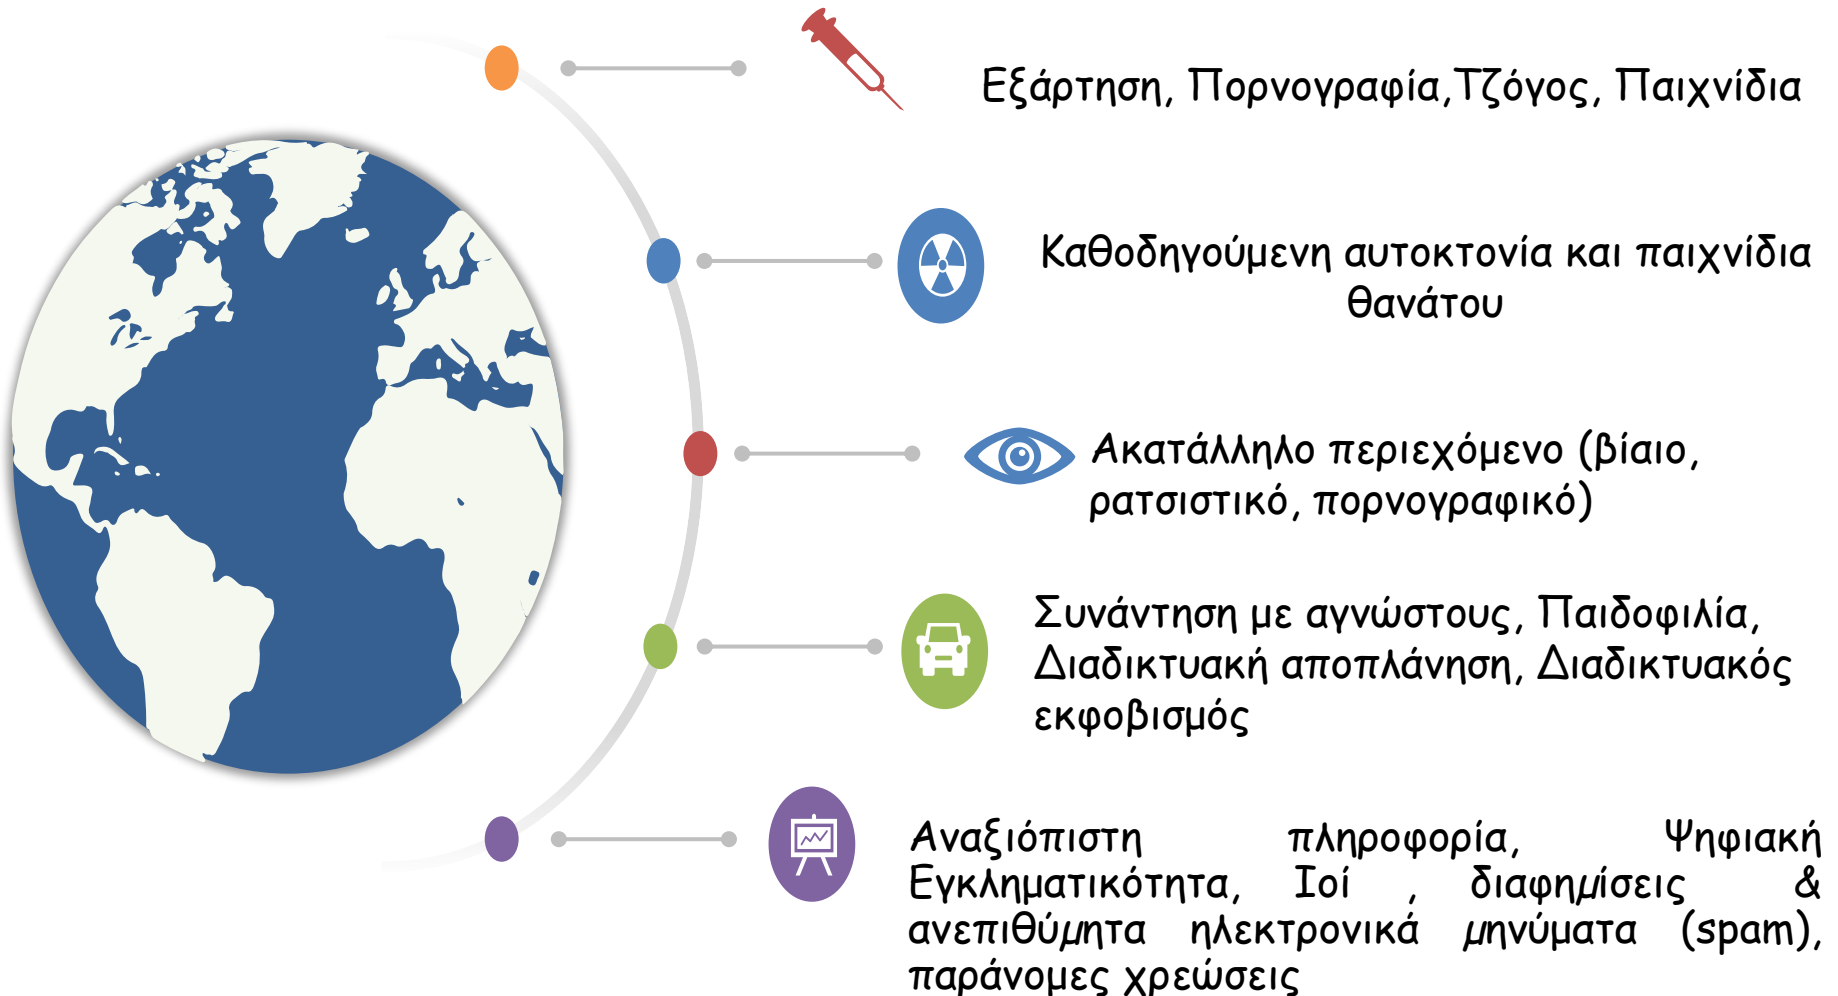 Εξάρτηση, Πορνογραφία,Τζόγος, Παιχνίδια
Καθοδηγούμενη αυτοκτονία και παιχνίδια
θανάτου
Ακατάλληλο περιεχόμενο (βίαιο,
ρατσιστικό, πορνογραφικό)
Συνάντηση με αγνώστους, Παιδοφιλία,
Διαδικτυακή αποπλάνηση, Διαδικτυακός
εκφοβισμός
Αναξιόπιστη πληροφορία, Ψηφιακή
Εγκληματικότητα, Ιοί , διαφημίσεις &
ανεπιθύμητα ηλεκτρονικά μηνύματα (spam),
παράνομες χρεώσεις